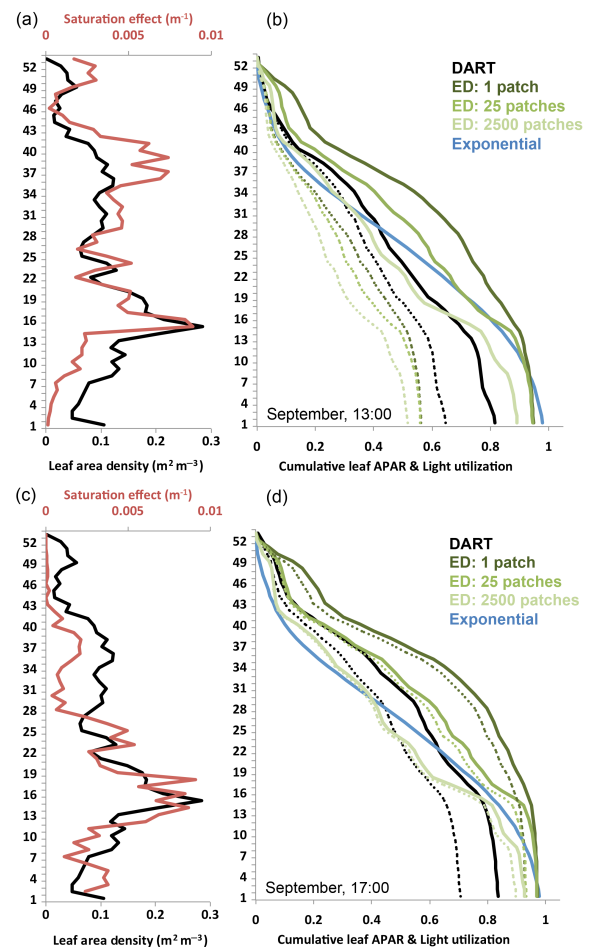 (a)
Saturation effect (m⁻¹)
0 0.005 0.01
52
49
46
43
40
37
34
31
28
25
22
19
16
13
10
7
4
1
0 0.1 0.2 0.3
Leaf area density (m² m⁻³)
(b)
52
49
46
43
40
37
34
31
28
25
22
19
16
13
10
7
4
1
DART
ED: 1 patch
ED: 25 patches
ED: 2500 patches
Exponential
September, 13:00
0 0.2 0.4 0.6 0.8 1
Cumulative leaf APAR & Light utilization
(c)
Saturation effect (m⁻¹)
0 0.005 0.01
52
49
46
43
40
37
34
31
28
25
22
19
16
13
10
7
4
1
0 0.1 0.2 0.3
Leaf area density (m² m⁻³)
(d)
52
49
46
43
40
37
34
31
28
25
22
19
16
13
10
7
4
1
DART
ED: 1 patch
ED: 25 patches
ED: 2500 patches
Exponential
September, 17:00
0 0.2 0.4 0.6 0.8 1
Cumulative leaf APAR & Light utilization